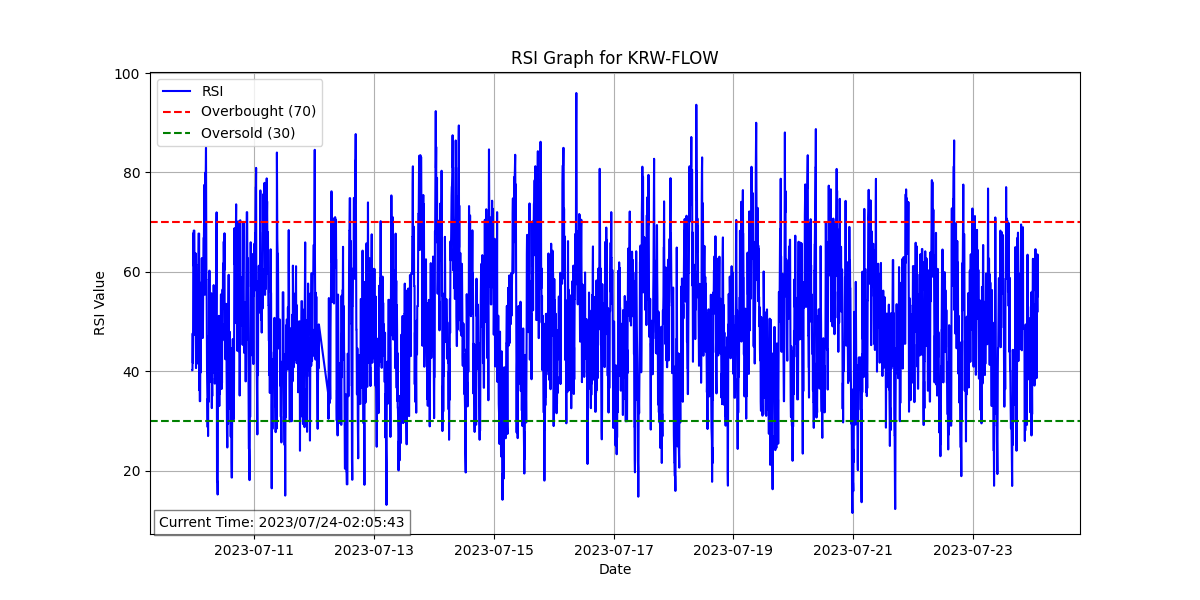 RSI Graph for KRW-FLOW
100
80
60
40
20
RSI Value
RSI
Overbought (70)
Oversold (30)
Current Time: 2023/07/24-02:05:43
2023-07-11
2023-07-13
2023-07-15
2023-07-17
2023-07-19
2023-07-21
2023-07-23
Date